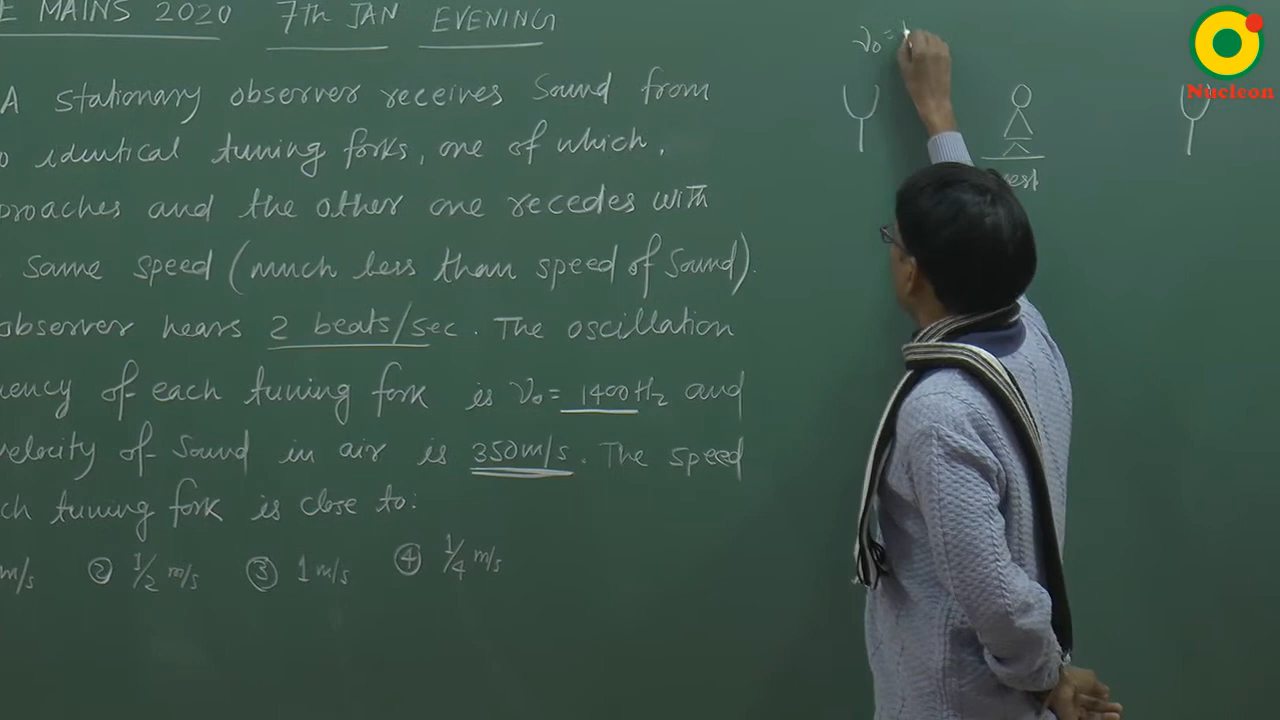 E MAINS 2020 7TH JAN EVENING
A stationary observer receives sound from
o identical tuning forks, one of which,
proaches and the other one recedes with
same speed (much less than speed of sound).
observer hears 2 beats/sec. The oscillation
uency of each tuning fork is ν₀ = 1400 Hz and
velocity of sound in air is 350 m/s. The speed
ch tuning fork is close to:
m/s ② 1/2 m/s ③ 1 m/s ④ 1/4 m/s
ν₀ =
rest
Nucleon